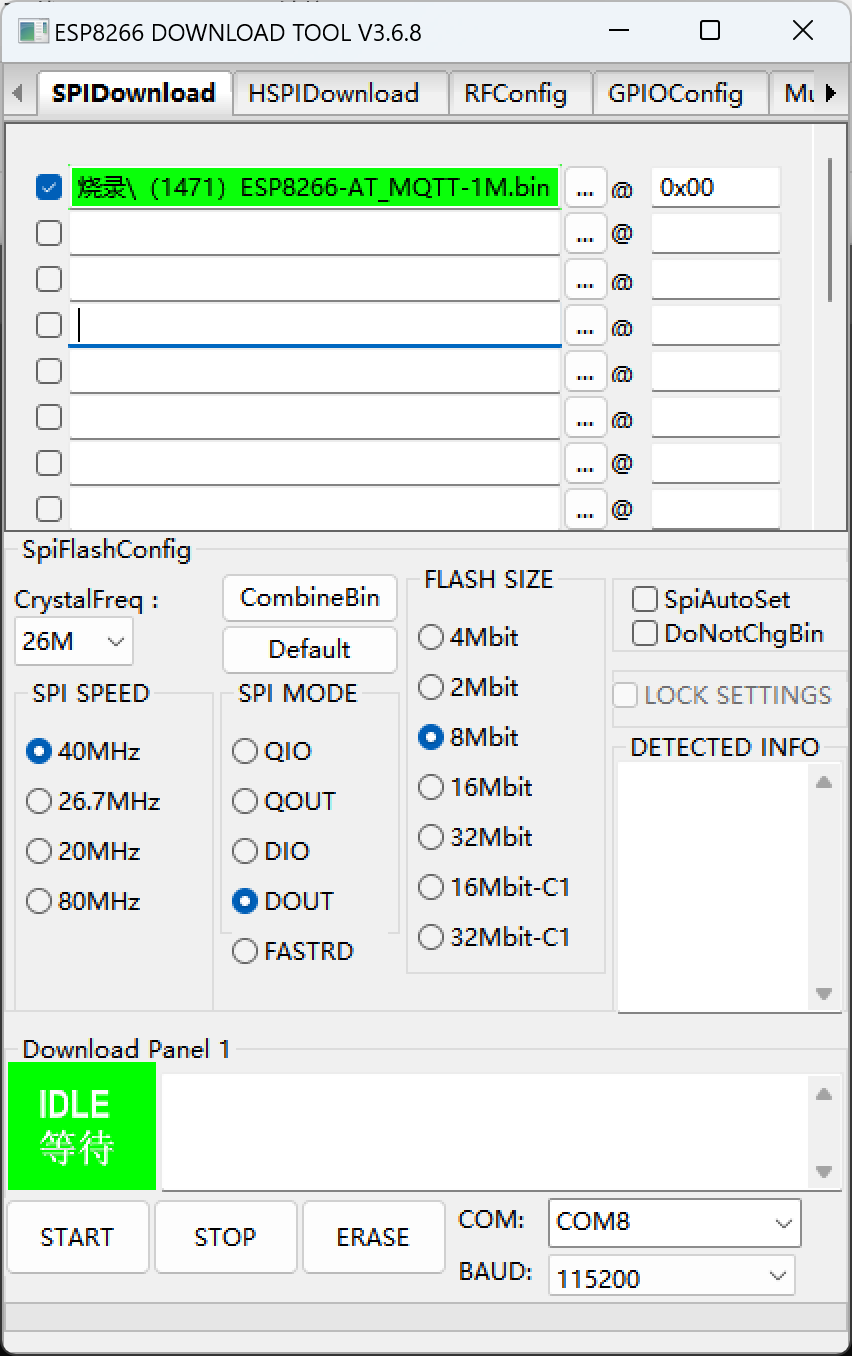 ESP8266 DOWNLOAD TOOL V3.6.8
SPIDownload HSPIDownload RFConfig GPIOConfig
烧录\（1471）ESP8266-AT_MQTT-1M.bin ... @ 0x00
... @
... @
... @
... @
... @
... @
... @
SpiFlashConfig
CrystalFreq :
26M
CombineBin
Default
SPI SPEED
40MHz
26.7MHz
20MHz
80MHz
SPI MODE
QIO
QOUT
DIO
DOUT
FASTRD
FLASH SIZE
4Mbit
2Mbit
8Mbit
16Mbit
32Mbit
16Mbit-C1
32Mbit-C1
SpiAutoSet
DoNotChgBin
LOCK SETTINGS
DETECTED INFO
Download Panel 1
IDLE
等待
START STOP ERASE
COM: COM8
BAUD: 115200